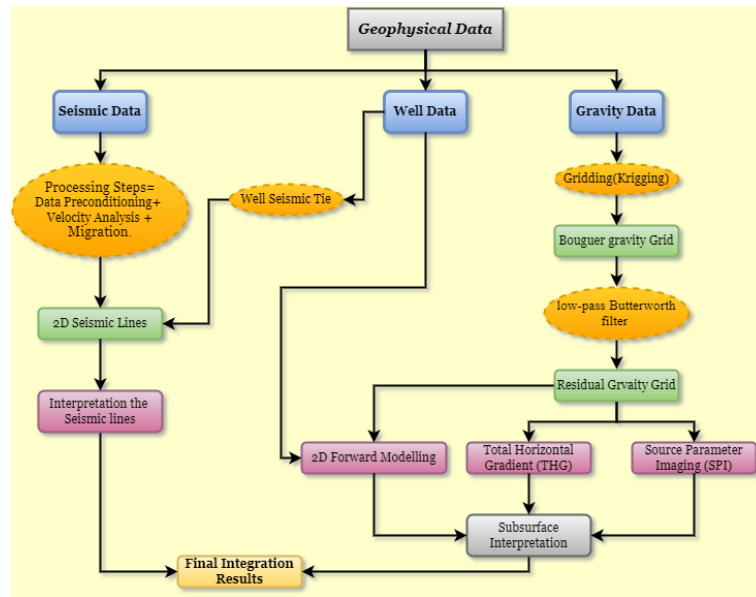 Geophysical Data
Seismic Data
Well Data
Gravity Data
Processing Steps=
Data Preconditioning+
Velocity Analysis +
Migration.
Well Seismic Tie
Gridding(Krigging)
Bouguer gravity Grid
low-pass Butterworth
filter
2D Seismic Lines
Residual Grvaity Grid
Interpretation the
Seismic lines
2D Forward Modelling
Total Horizontal
Gradient (THG)
Source Parameter
Imaging (SPI)
Subsurface
Interpretation
Final Integration
Results